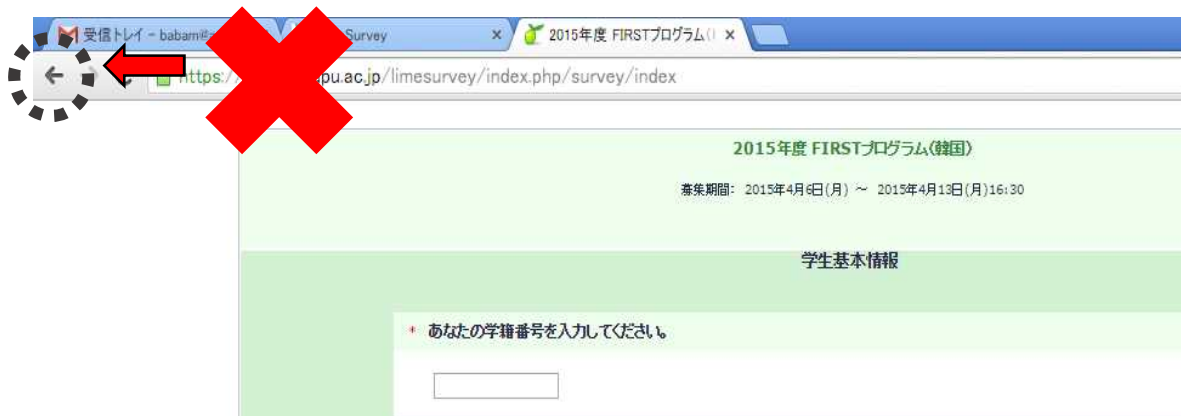 受信トレイ - babam
Survey
2015年度 FIRSTプログラム(
https:/
pu.ac.jp/limesurvey/index.php/survey/index
2015年度 FIRSTプログラム(韓国)
募集期間: 2015年4月6日(月) ~ 2015年4月13日(月)16:30
学生基本情報
* あなたの学籍番号を入力してください。